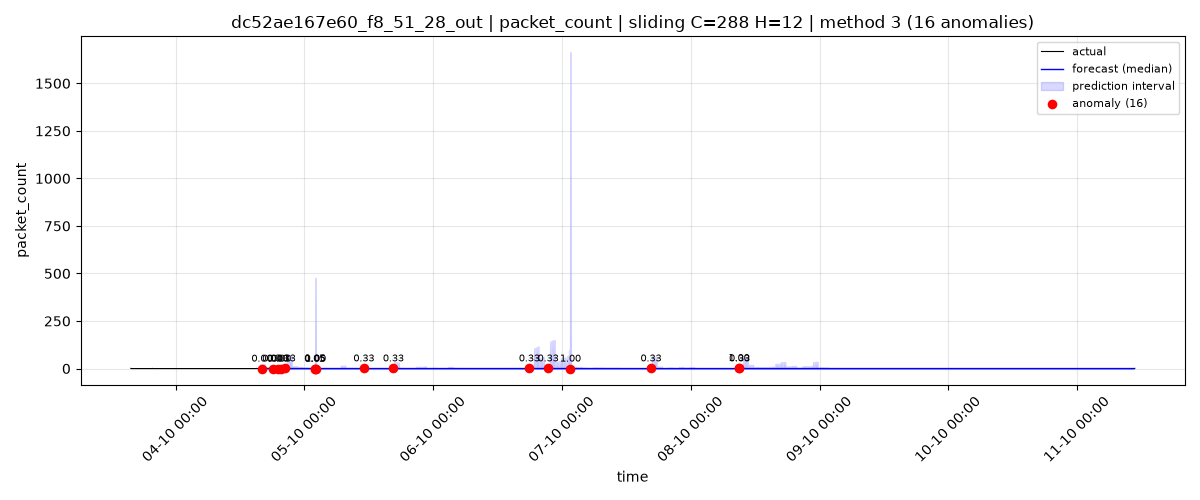 dc52ae167e60_f8_51_28_out | packet_count | sliding C=288 H=12 | method 3 (16 anomalies)
actual
forecast (median)
prediction interval
anomaly (16)
packet_count
1500
1250
1000
750
500
250
0
0.33 0.33 0.33 0.33 1.00 0.33
04-10 00:00
05-10 00:00
06-10 00:00
07-10 00:00
08-10 00:00
09-10 00:00
10-10 00:00
11-10 00:00
time